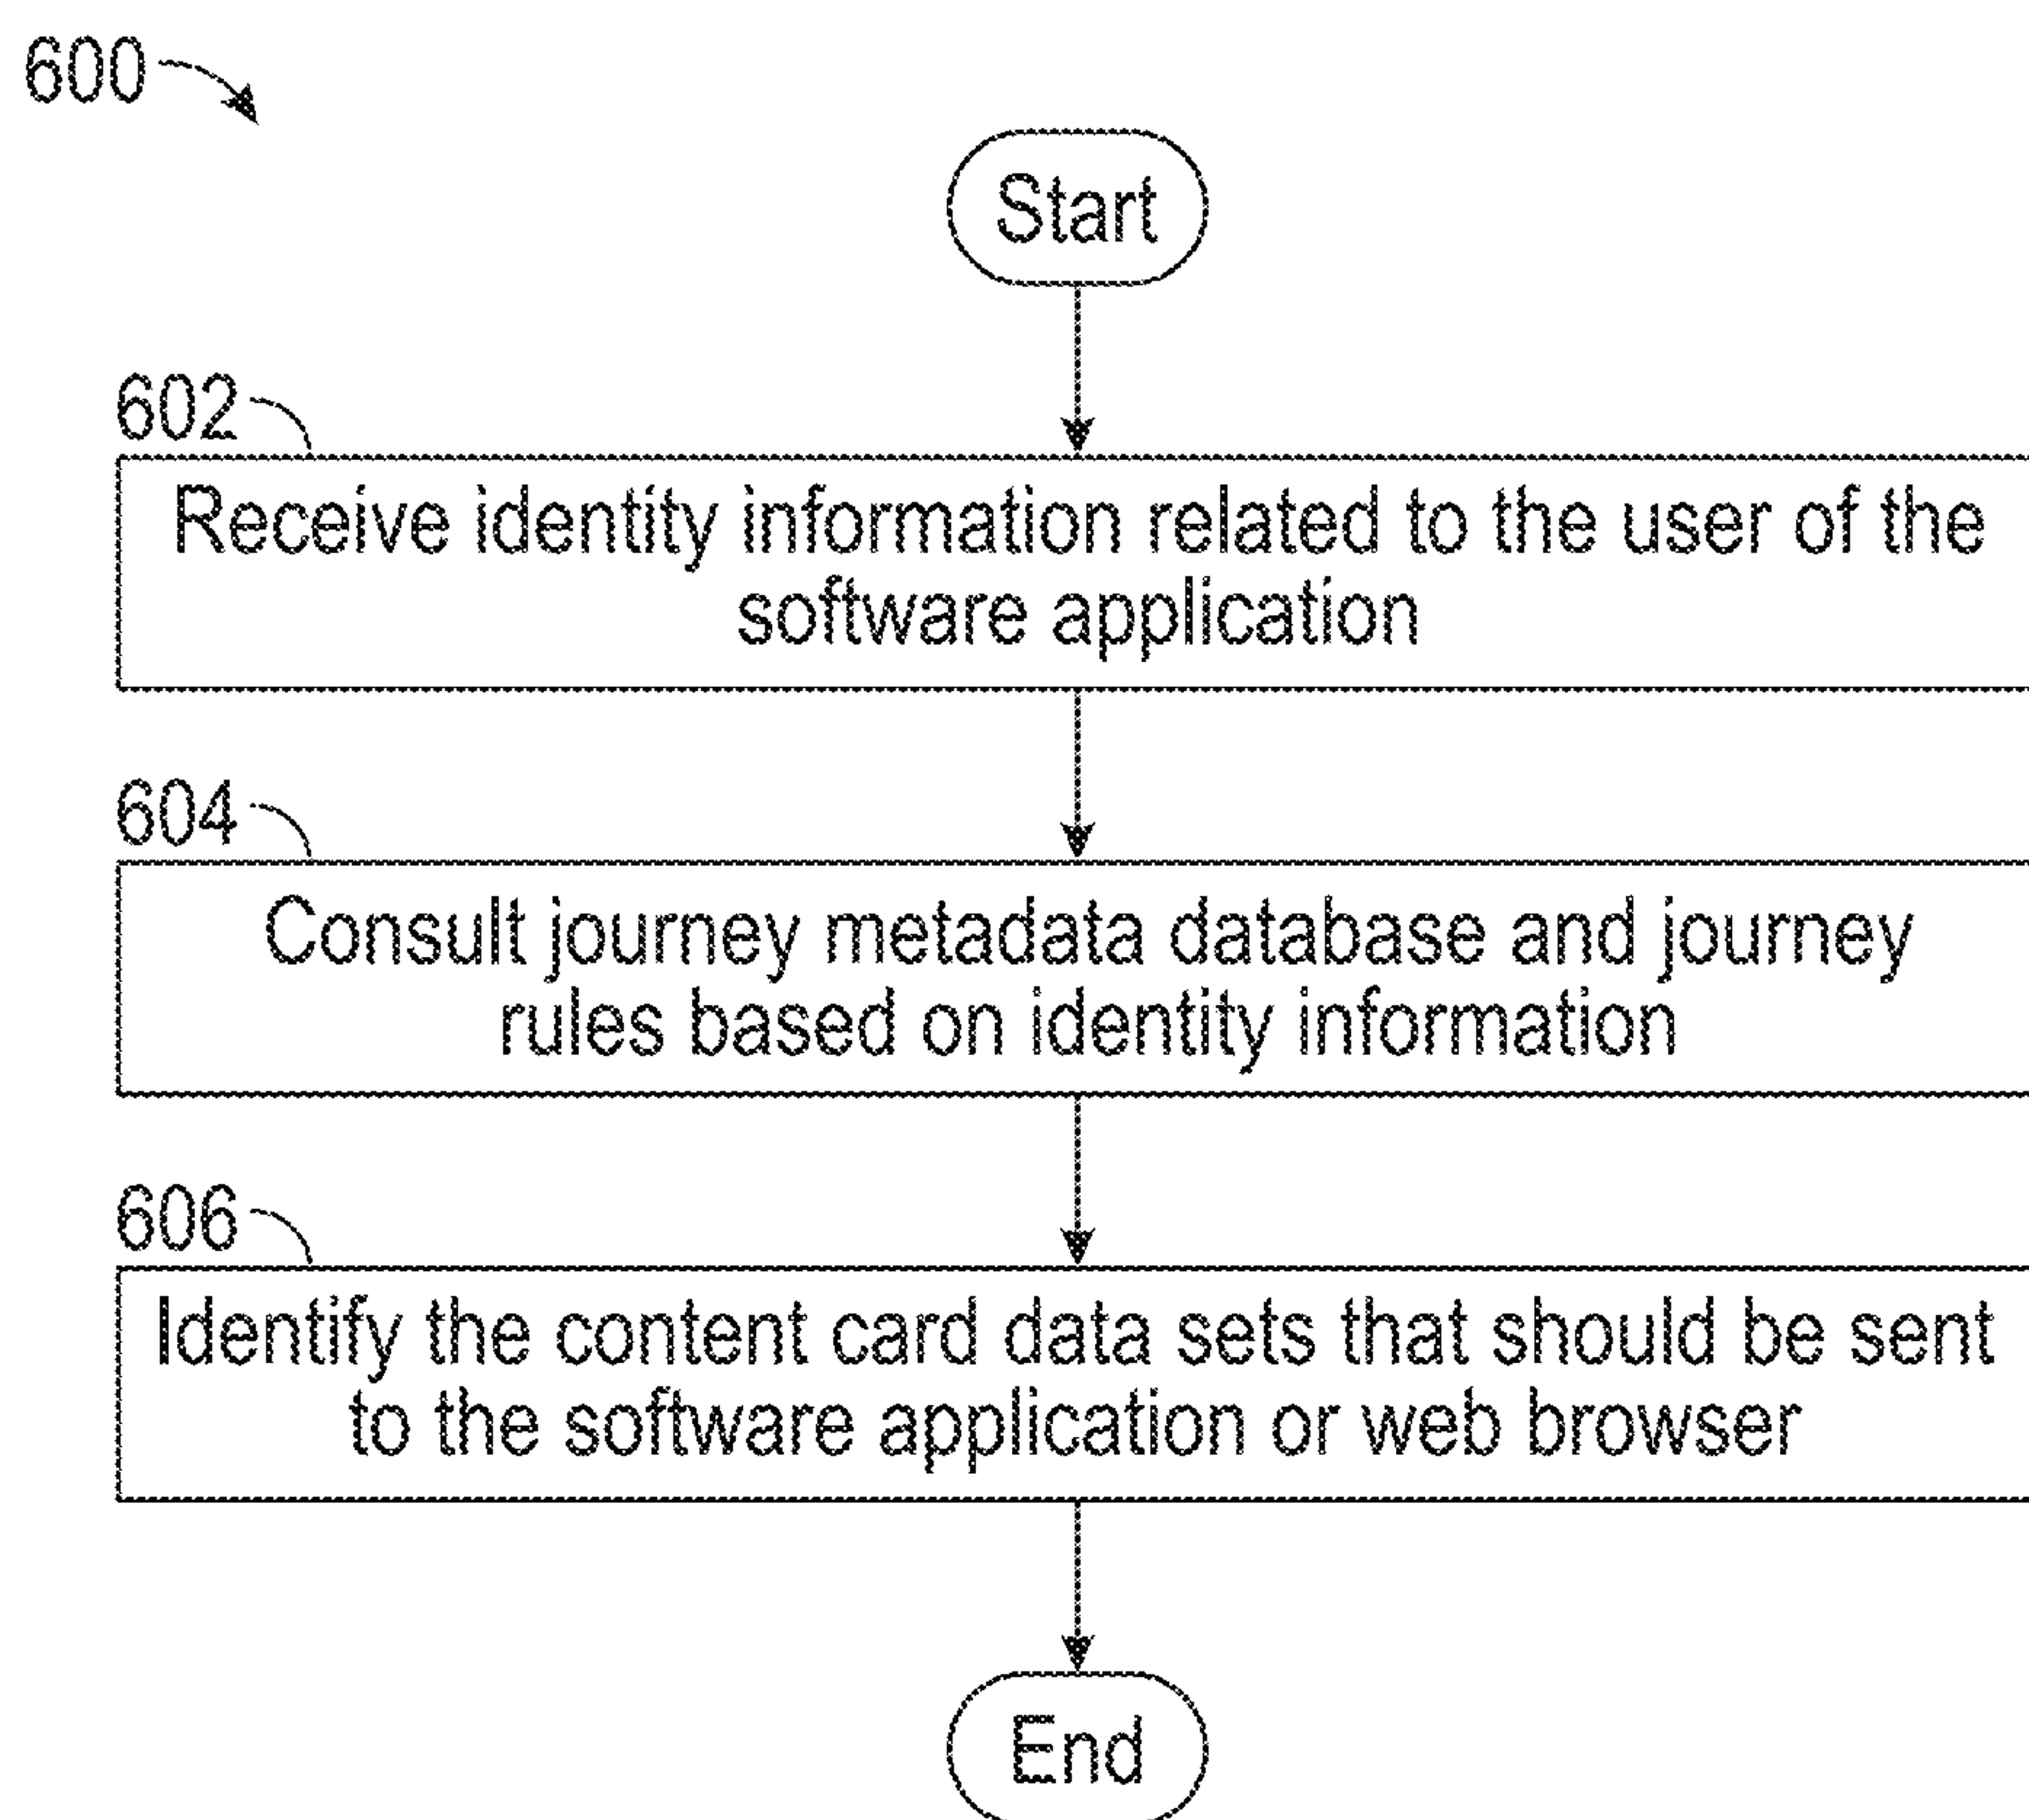 600
Start
602
Receive identity information related to the user of the
software application
604
Consult journey metadata database and journey
rules based on identity information
606
Identify the content card data sets that should be sent
to the software application or web browser
End